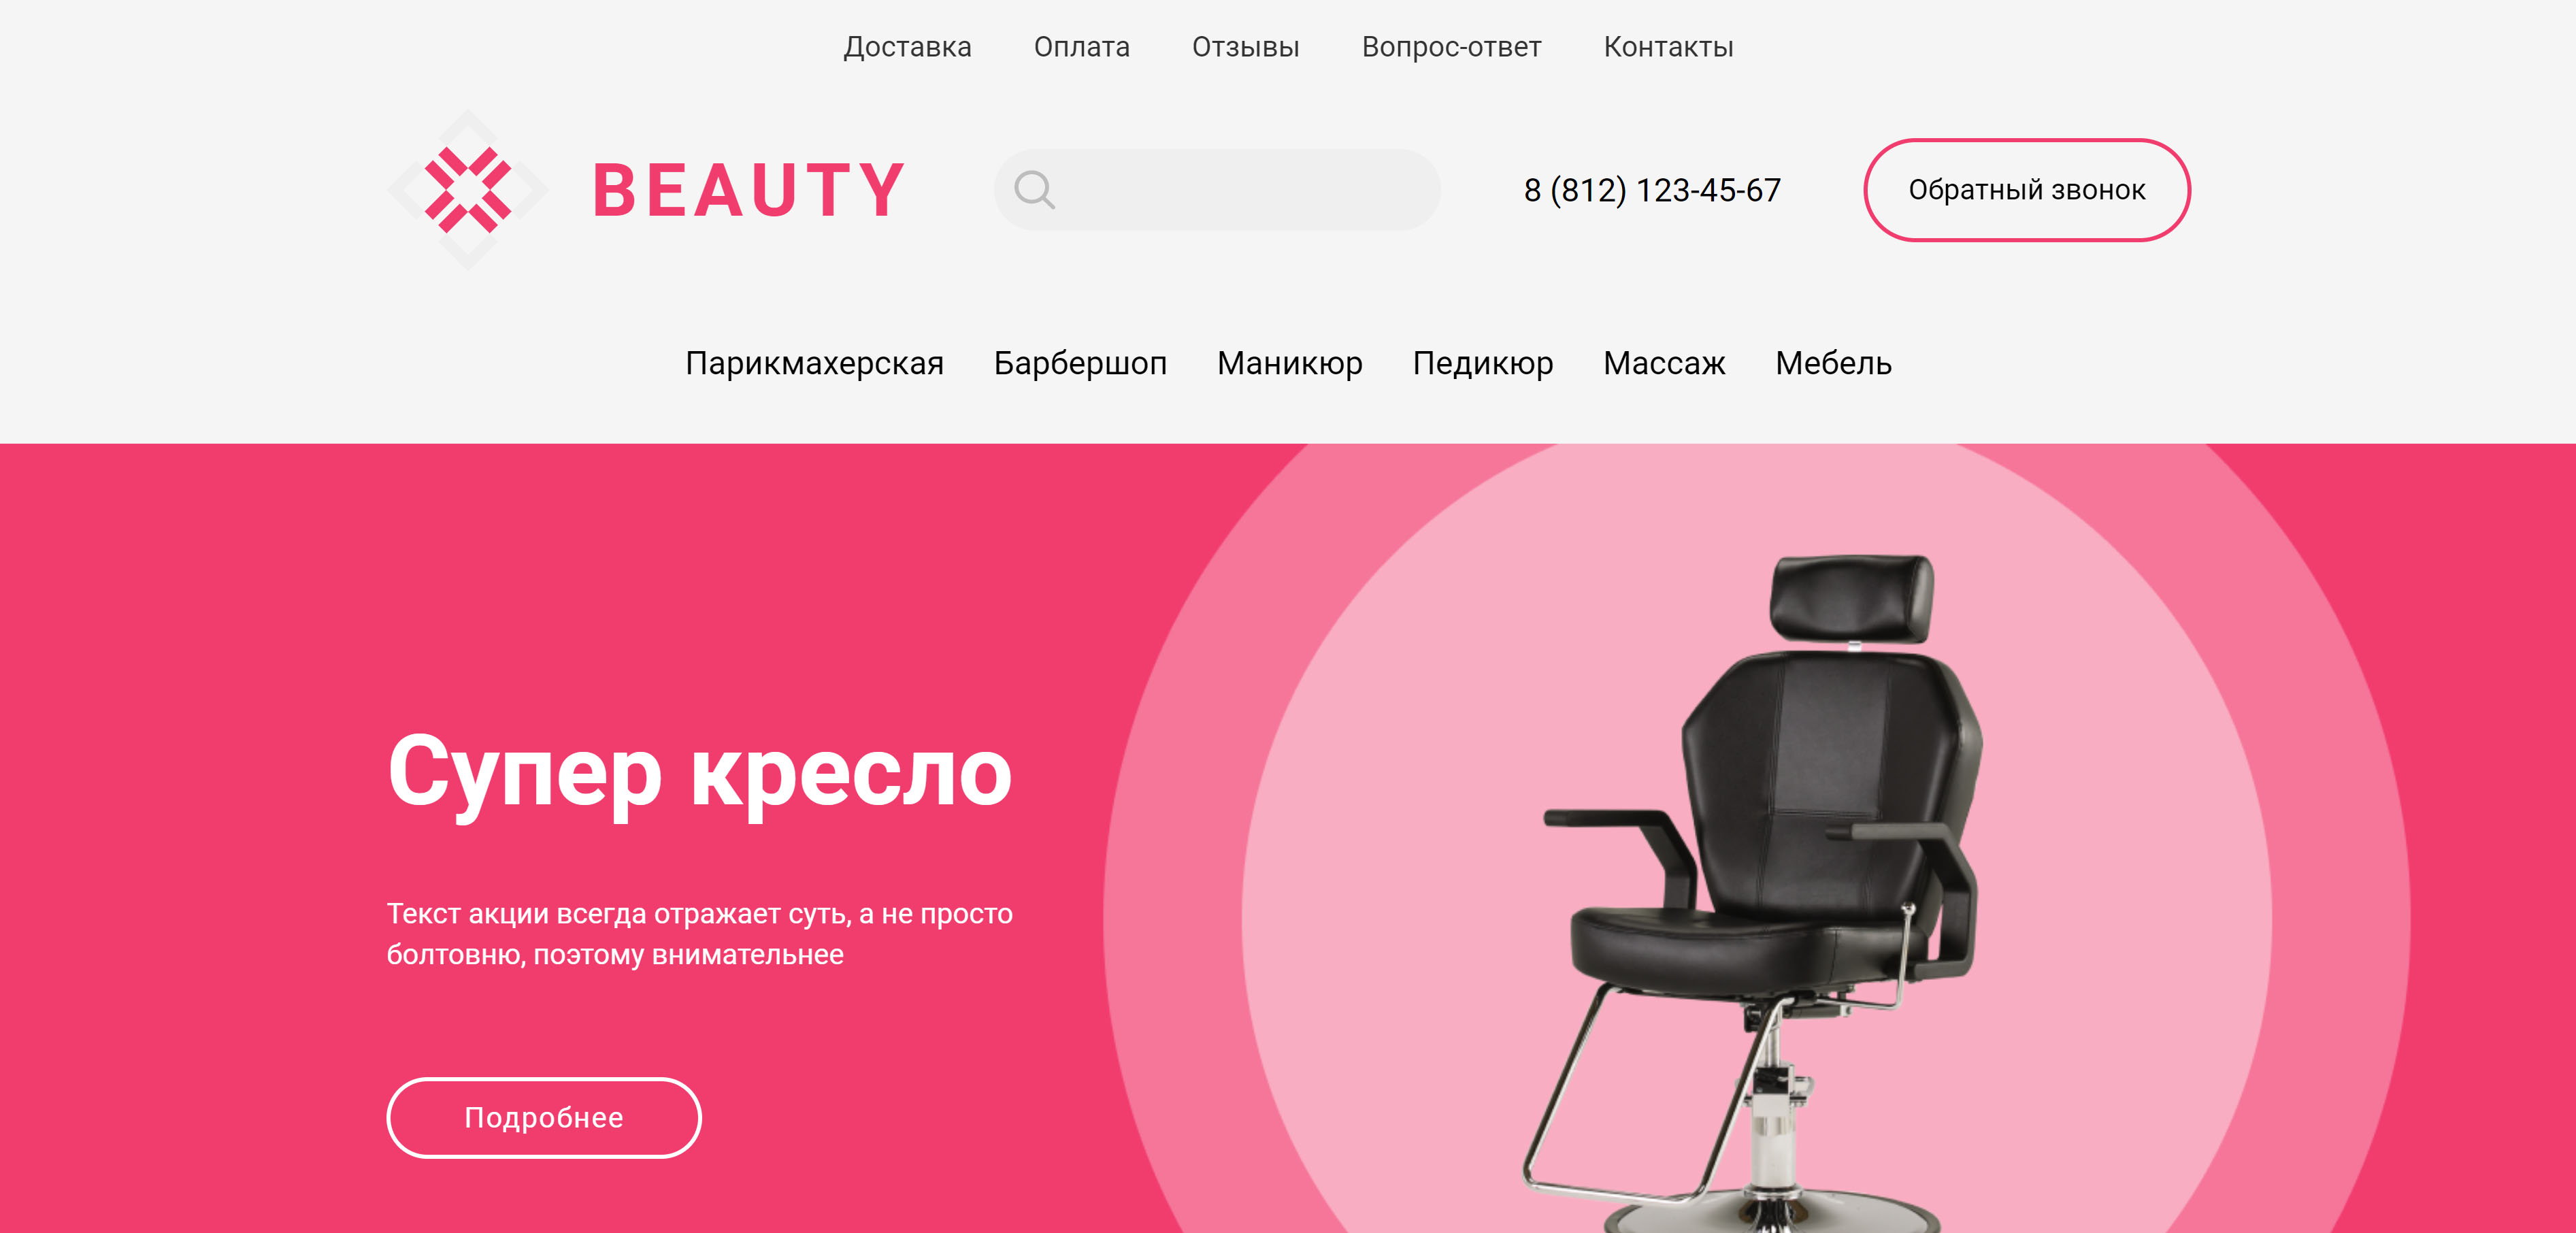 Доставка Оплата Отзывы Вопрос-ответ Контакты
BEAUTY 8 (812) 123-45-67 Обратный звонок
Парикмахерская Барбершоп Маникюр Педикюр Массаж Мебель
Супер кресло
Текст акции всегда отражает суть, а не просто
болтовню, поэтому внимательнее
Подробнее